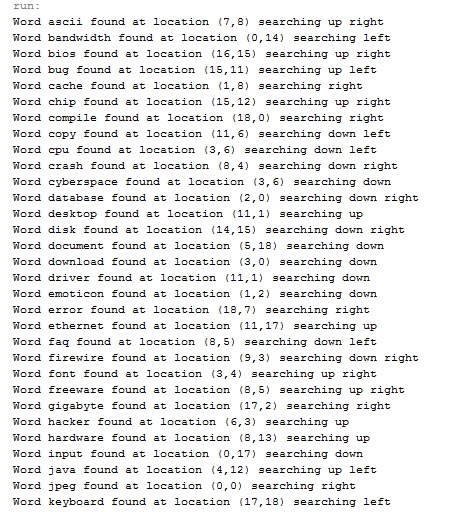 run:
Word ascii found at location (7,8) searching up right
Word bandwidth found at location (0,14) searching left
Word bios found at location (16,15) searching up right
Word bug found at location (15,11) searching up left
Word cache found at location (1,8) searching right
Word chip found at location (15,12) searching up right
Word compile found at location (18,0) searching right
Word copy found at location (11,6) searching down left
Word cpu found at location (3,6) searching down left
Word crash found at location (8,4) searching down right
Word cyberspace found at location (3,6) searching down
Word database found at location (2,0) searching down right
Word desktop found at location (11,1) searching up
Word disk found at location (14,15) searching down right
Word document found at location (5,18) searching down
Word download found at location (3,0) searching down
Word driver found at location (11,1) searching down
Word emoticon found at location (1,2) searching down
Word error found at location (18,7) searching right
Word ethernet found at location (11,17) searching up
Word faq found at location (8,5) searching down left
Word firewire found at location (9,3) searching down right
Word font found at location (3,4) searching up right
Word freeware found at location (8,5) searching up right
Word gigabyte found at location (17,2) searching right
Word hacker found at location (6,3) searching up
Word hardware found at location (8,13) searching up
Word input found at location (0,17) searching down
Word java found at location (4,12) searching up left
Word jpeg found at location (0,0) searching right
Word keyboard found at location (17,18) searching left